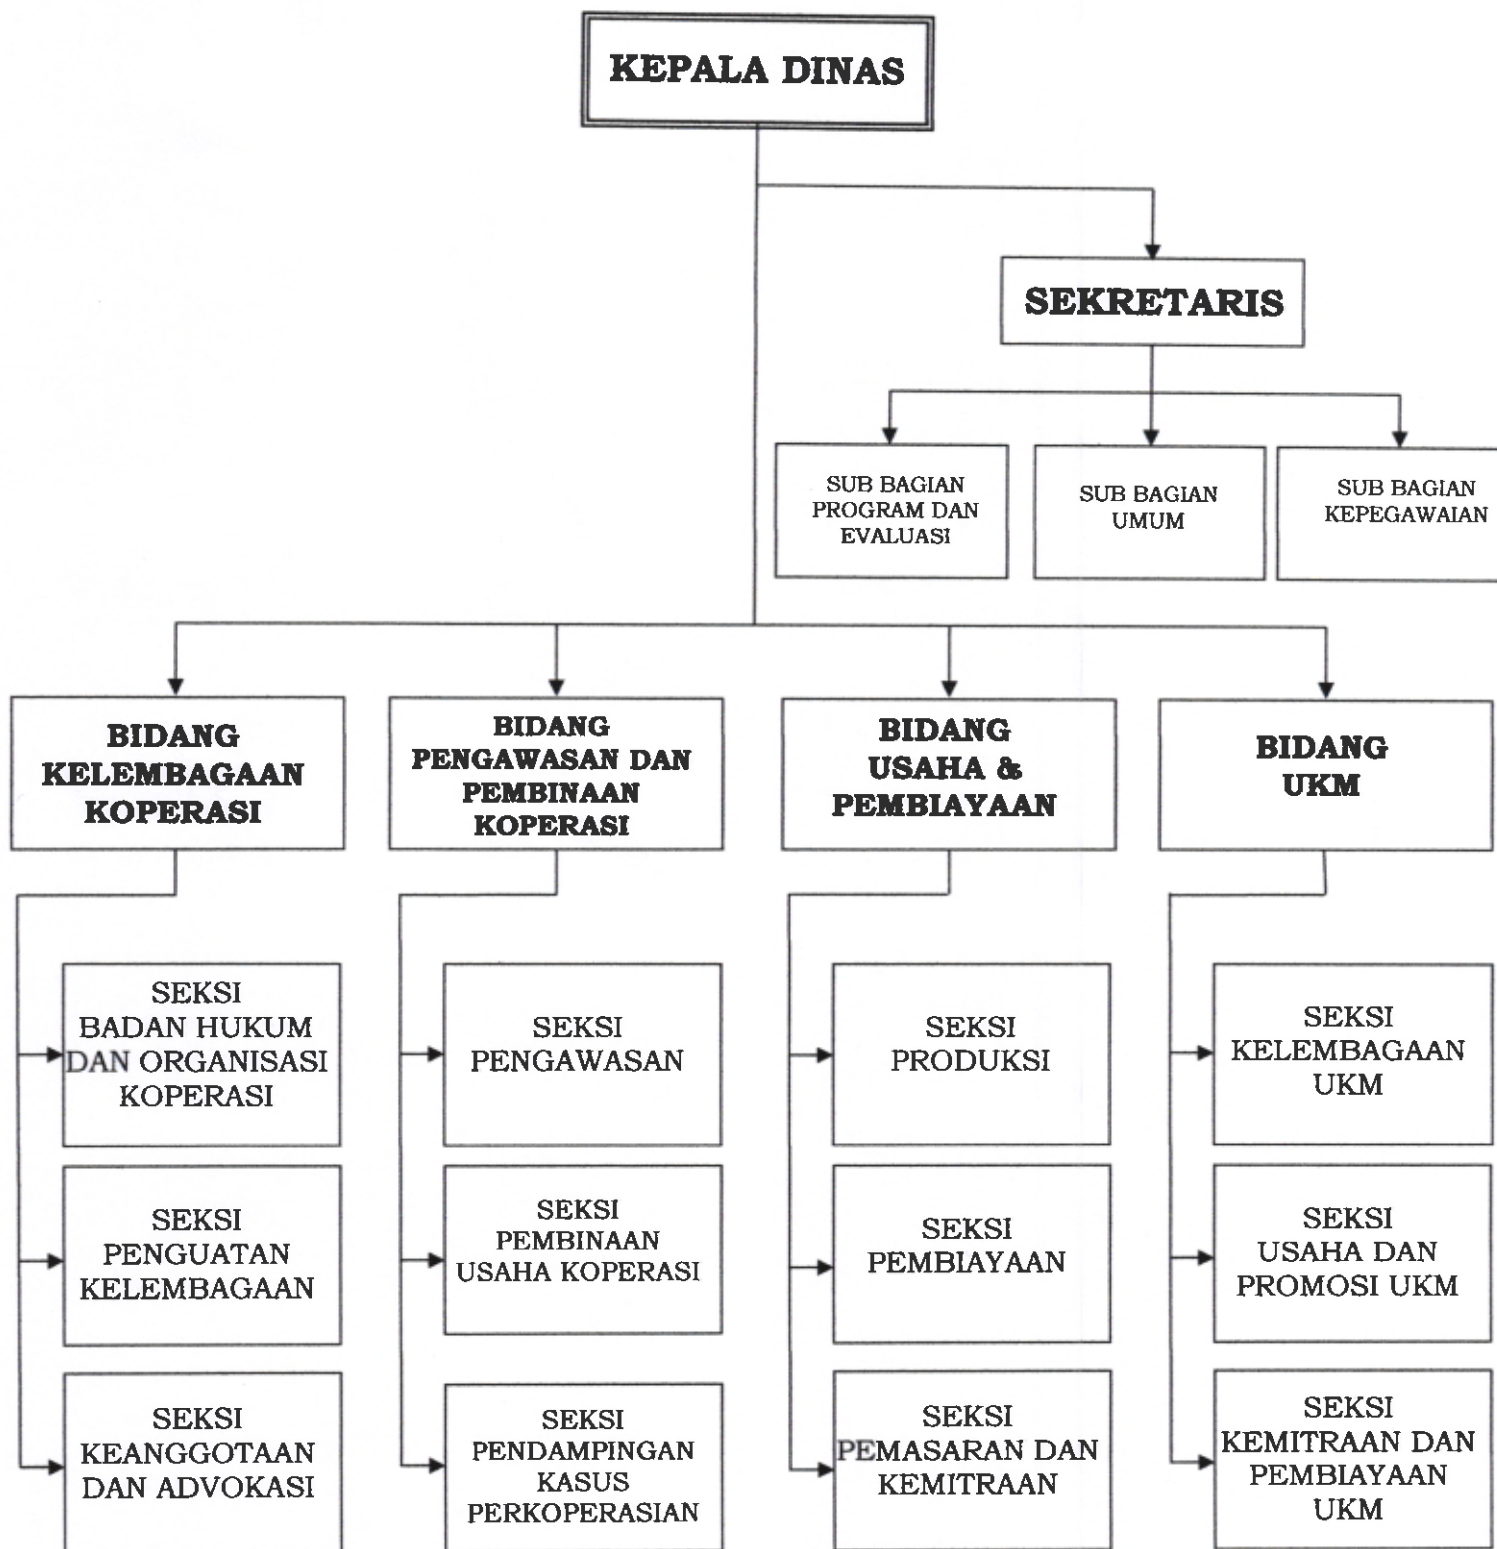 KEPALA DINAS
SEKRETARIS
SUB BAGIAN
PROGRAM DAN
EVALUASI
SUB BAGIAN
UMUM
SUB BAGIAN
KEPEGAWAIAN
BIDANG
KELEMBAGAAN
KOPERASI
BIDANG
PENGAWASAN DAN
PEMBINAAN
KOPERASI
BIDANG
USAHA &
PEMBIAYAAN
BIDANG
UKM
SEKSI
BADAN HUKUM
DAN ORGANISASI
KOPERASI
SEKSI
PENGAWASAN
SEKSI
PRODUKSI
SEKSI
KELEMBAGAAN
UKM
SEKSI
PENGUATAN
KELEMBAGAAN
SEKSI
PEMBINAAN
USAHA KOPERASI
SEKSI
PEMBIAYAAN
SEKSI
USAHA DAN
PROMOSI UKM
SEKSI
KEANGGOTAAN
DAN ADVOKASI
SEKSI
PENDAMPINGAN
KASUS
PERKOPERASIAN
SEKSI
PEMASARAN DAN
KEMITRAAN
SEKSI
KEMITRAAN DAN
PEMBIAYAAN
UKM